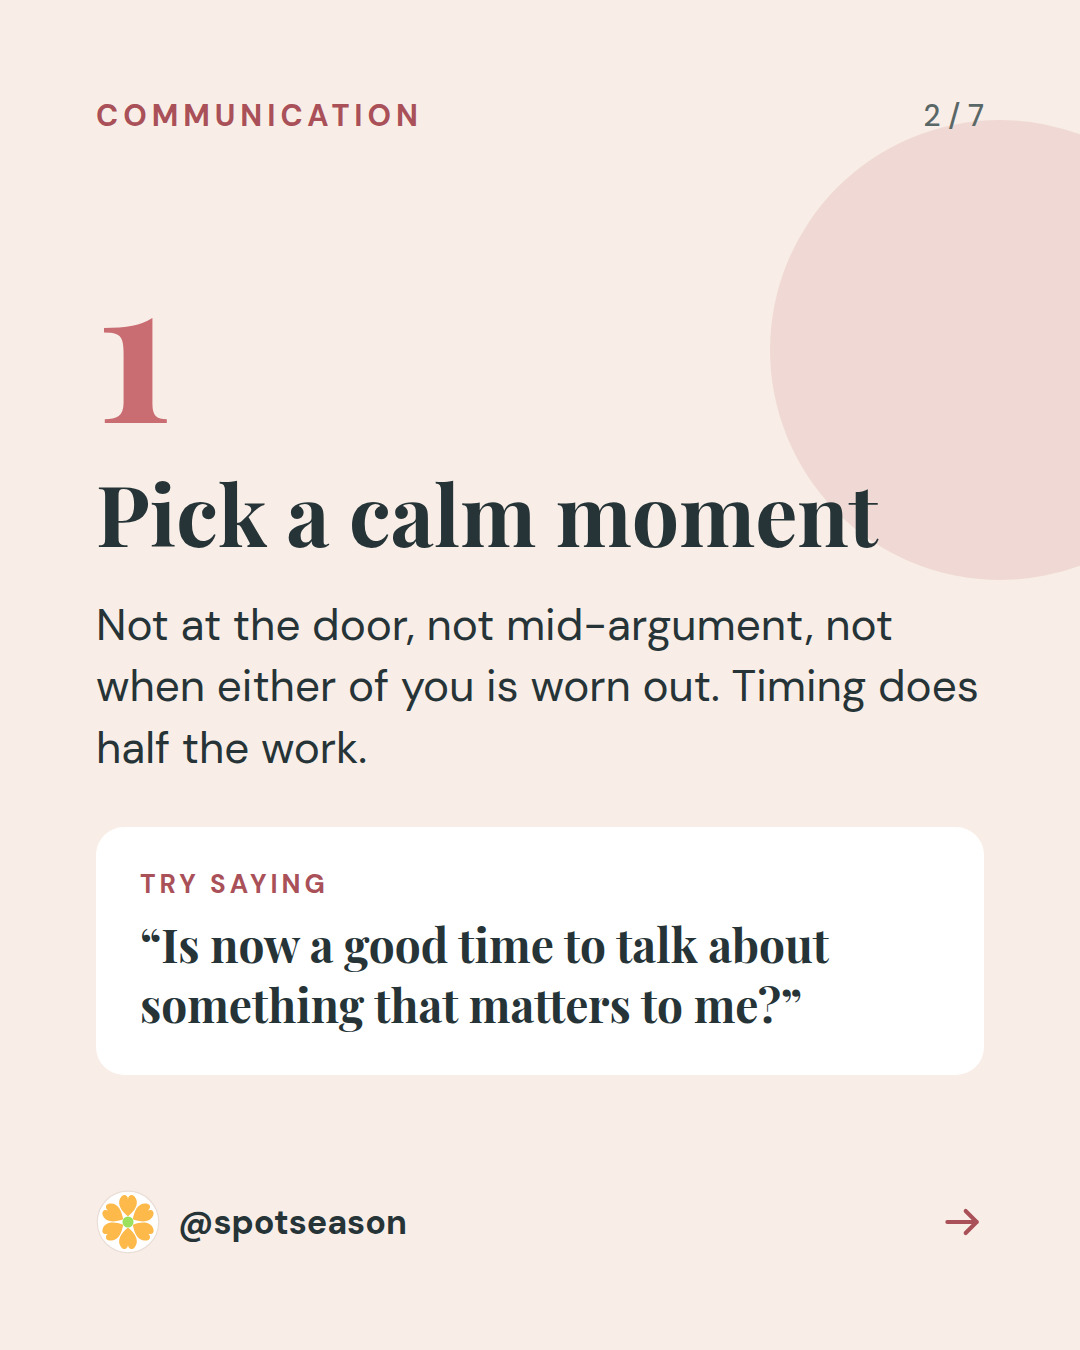 COMMUNICATION
2 / 7
1
Pick a calm moment
Not at the door, not mid-argument, not
when either of you is worn out. Timing does
half the work.
TRY SAYING
“Is now a good time to talk about
something that matters to me?”
@spotseason